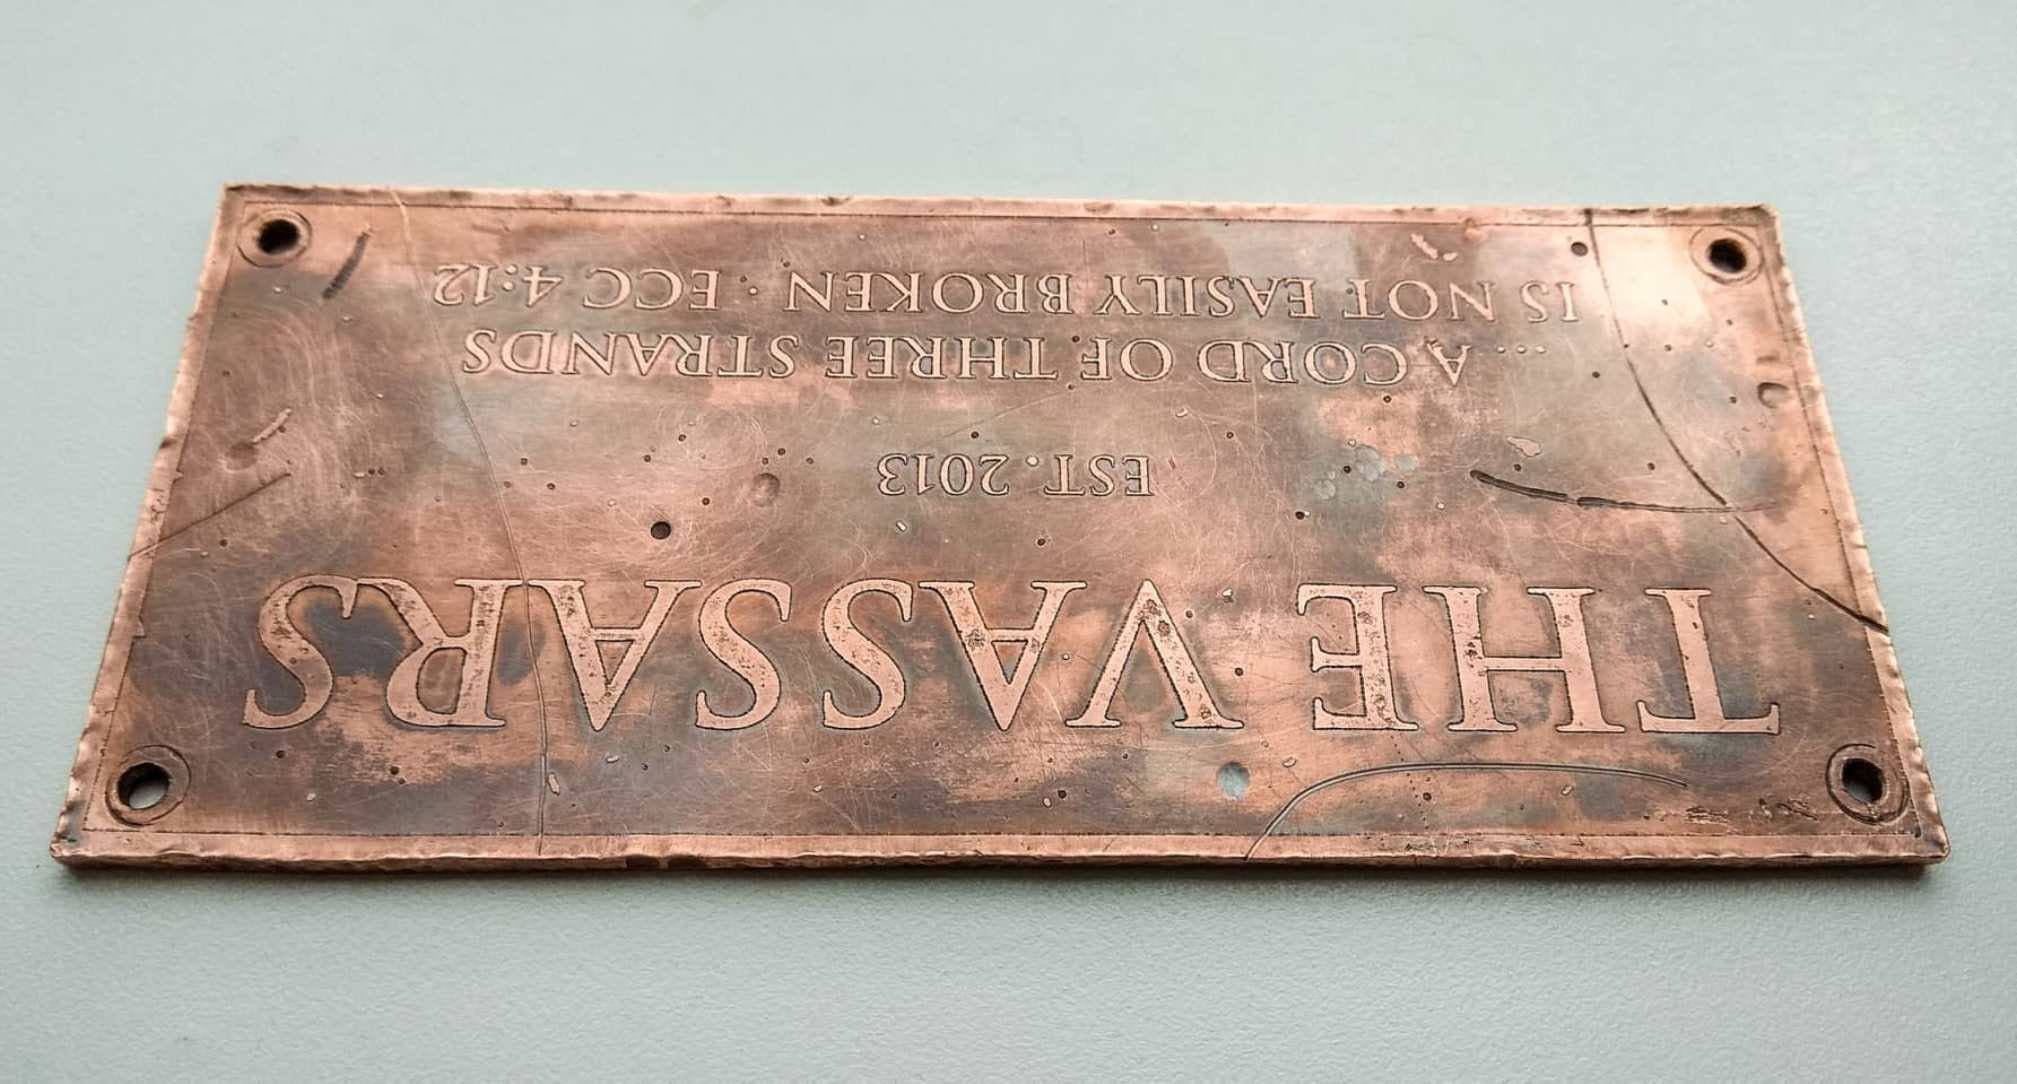 THE VASSARS
EST. 2013
... A CORD OF THREE STRANDS
IS NOT EASILY BROKEN · ECC 4:12